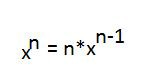 xⁿ = n*xⁿ⁻¹